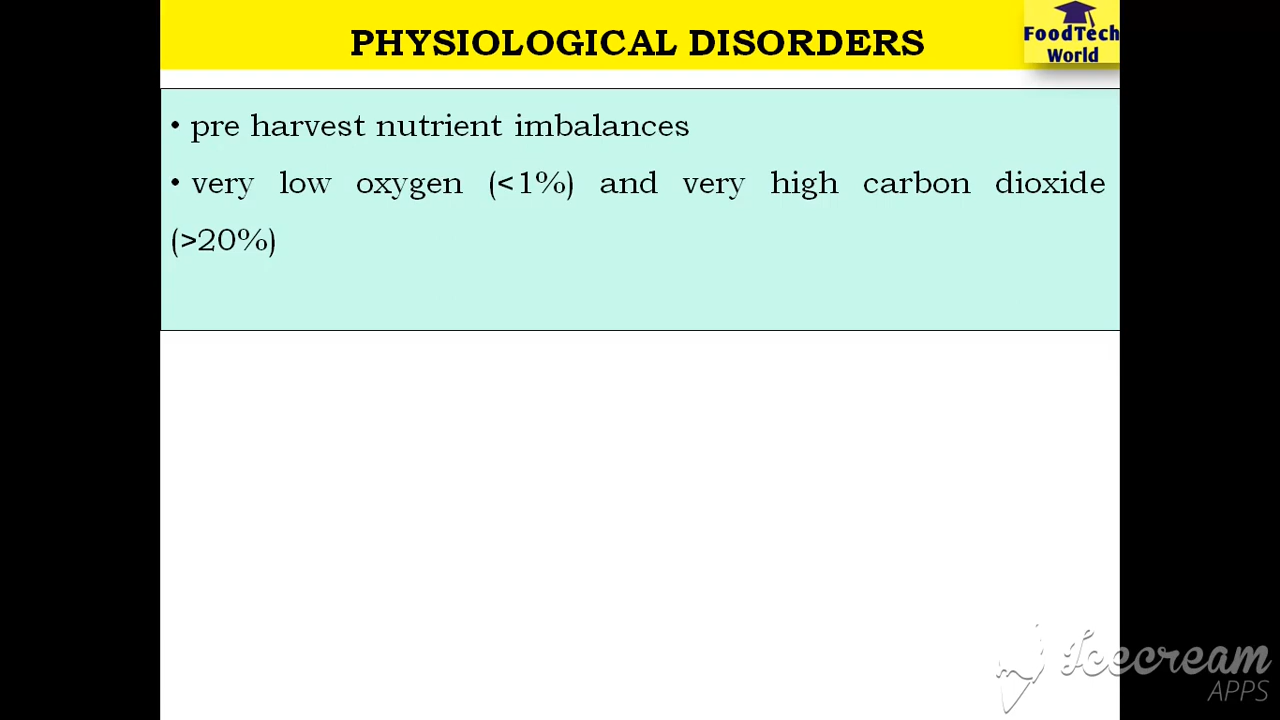 PHYSIOLOGICAL DISORDERS
FoodTech
World
• pre harvest nutrient imbalances
• very low oxygen (<1%) and very high carbon dioxide
(>20%)
Icecream
APPS